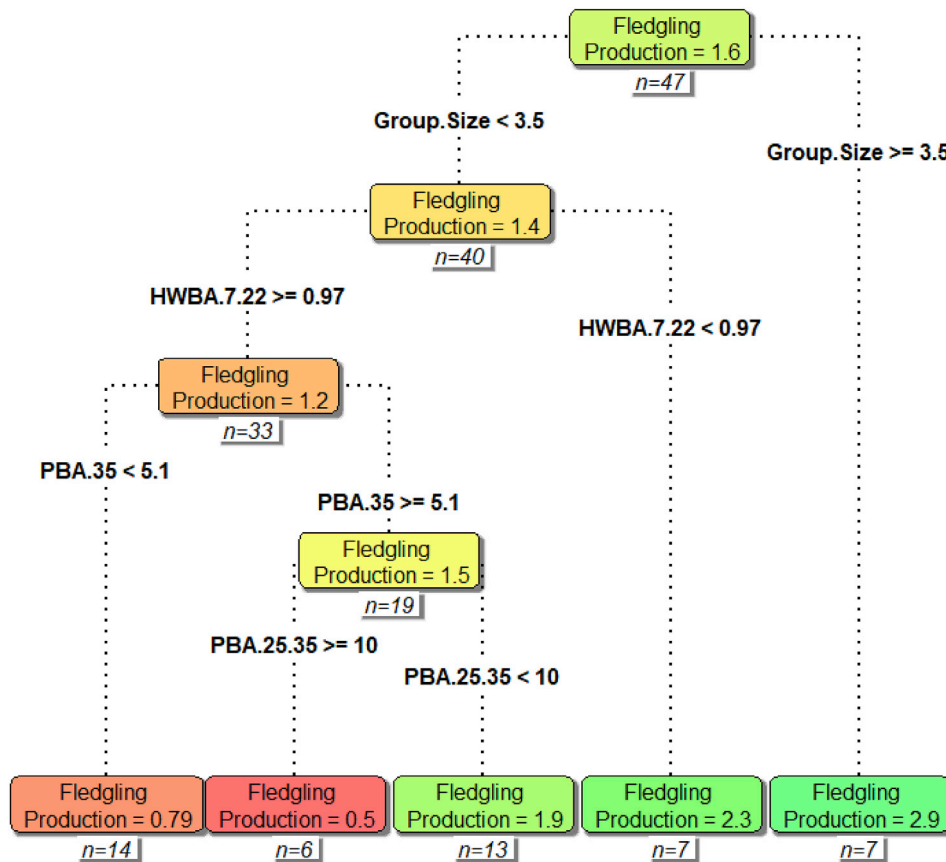 Fledgling
Production = 1.6
n=47
Group.Size < 3.5
Group.Size >= 3.5
Fledgling
Production = 1.4
n=40
HWBA.7.22 >= 0.97
HWBA.7.22 < 0.97
Fledgling
Production = 1.2
n=33
PBA.35 < 5.1
PBA.35 >= 5.1
Fledgling
Production = 1.5
n=19
PBA.25.35 >= 10
PBA.25.35 < 10
Fledgling
Production = 0.79
n=14
Fledgling
Production = 0.5
n=6
Fledgling
Production = 1.9
n=13
Fledgling
Production = 2.3
n=7
Fledgling
Production = 2.9
n=7